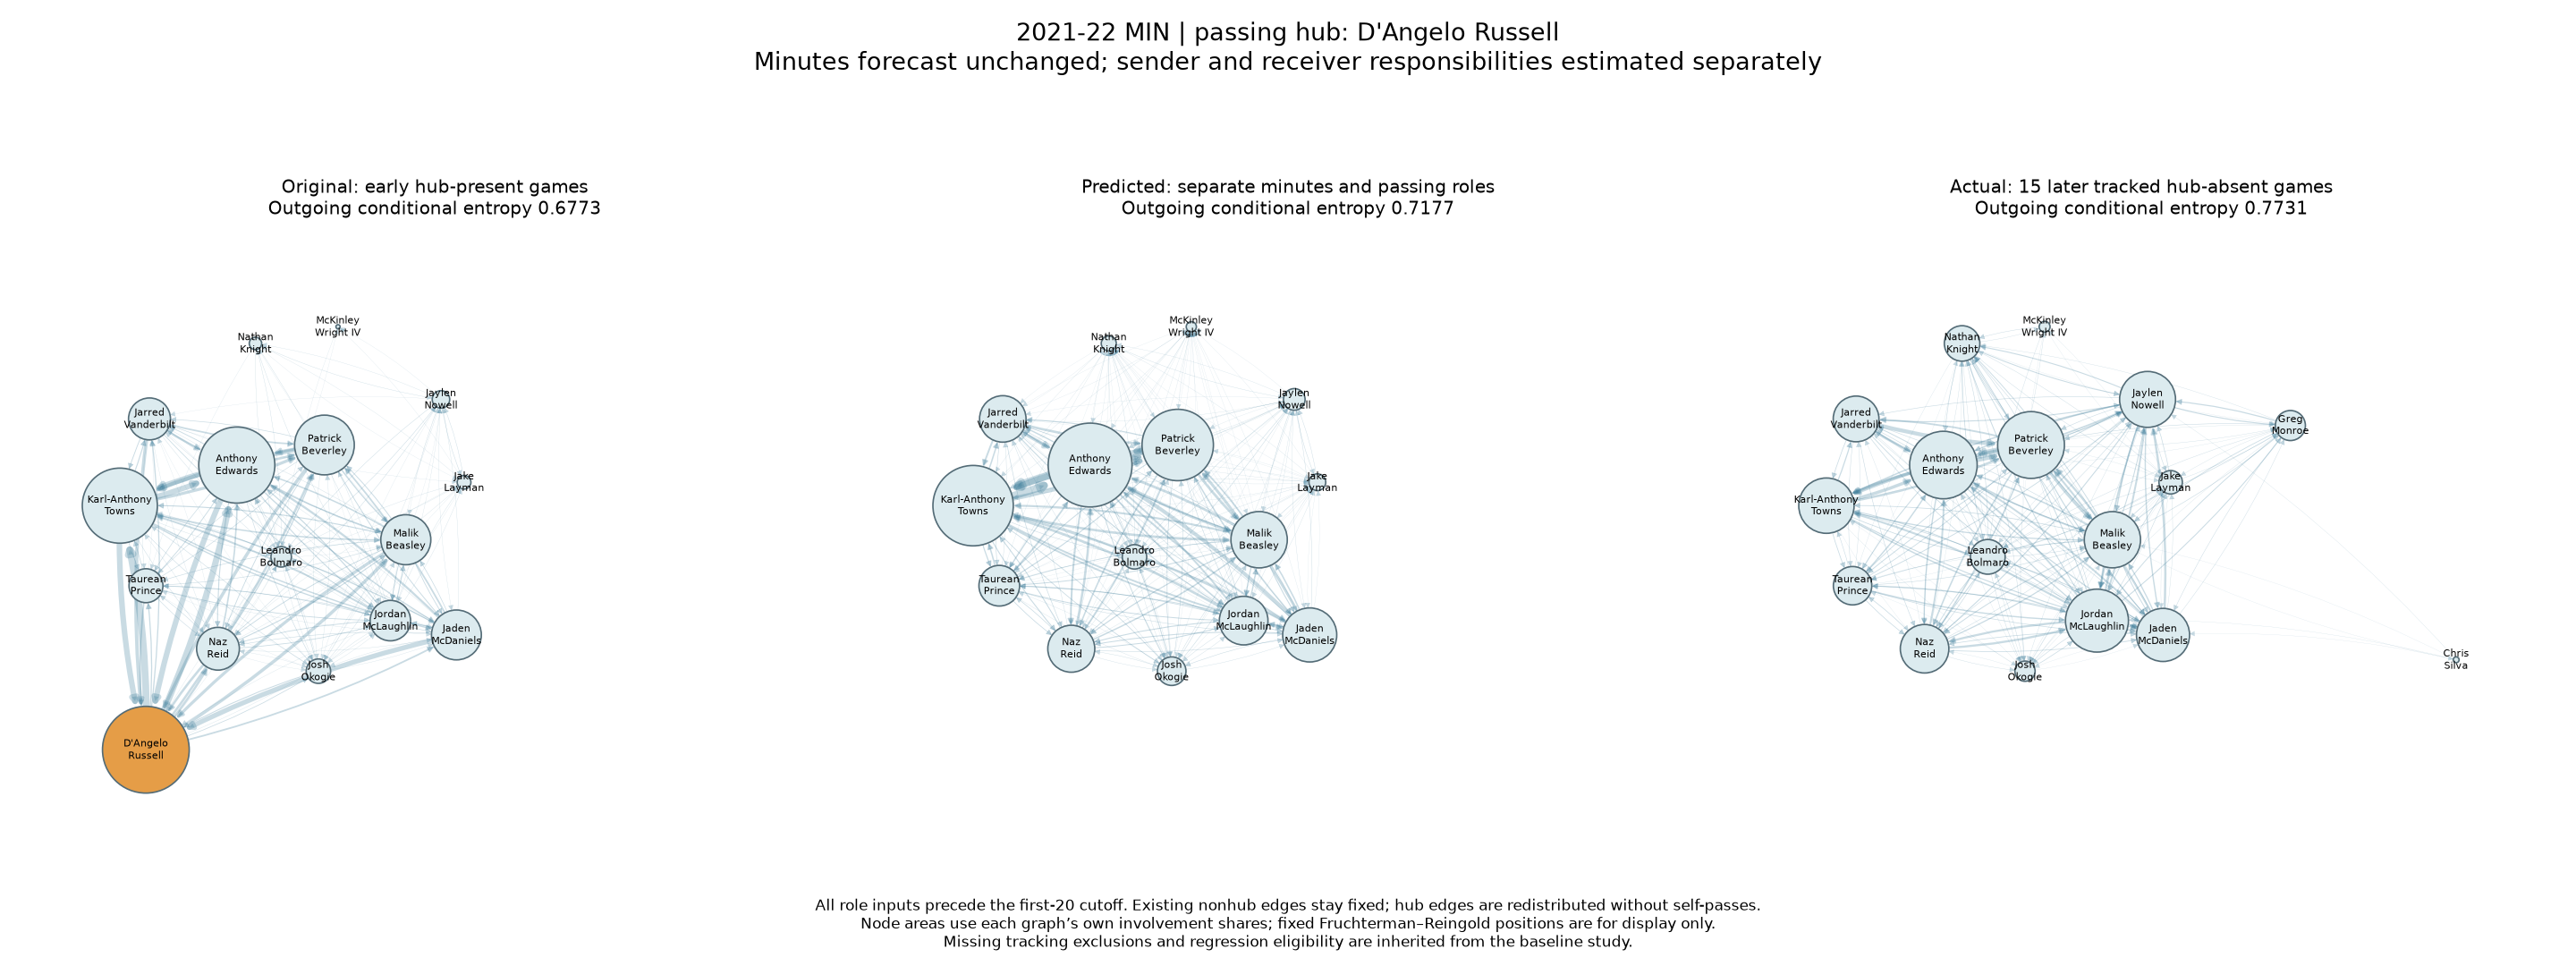 2021-22 MIN | passing hub: D'Angelo Russell
Minutes forecast unchanged; sender and receiver responsibilities estimated separately
Original: early hub-present games
Outgoing conditional entropy 0.6773
McKinley
Wright IV
Nathan
Knight
Jaylen
Nowell
Jarred
Vanderbilt
Patrick
Beverley
Anthony
Edwards
Jake
Layman
Karl-Anthony
Towns
Malik
Beasley
Leandro
Bolmaro
Taurean
Prince
Jordan
McLaughlin
Jaden
McDaniels
Naz
Reid
Josh
Okogie
D'Angelo
Russell
Predicted: separate minutes and passing roles
Outgoing conditional entropy 0.7177
McKinley
Wright IV
Nathan
Knight
Jaylen
Nowell
Jarred
Vanderbilt
Patrick
Beverley
Anthony
Edwards
Jake
Layman
Karl-Anthony
Towns
Malik
Beasley
Leandro
Bolmaro
Taurean
Prince
Jordan
McLaughlin
Jaden
McDaniels
Naz
Reid
Josh
Okogie
Actual: 15 later tracked hub-absent games
Outgoing conditional entropy 0.7731
McKinley
Wright IV
Nathan
Knight
Jaylen
Nowell
Jarred
Vanderbilt
Greg
Monroe
Patrick
Beverley
Anthony
Edwards
Jake
Layman
Karl-Anthony
Towns
Malik
Beasley
Leandro
Bolmaro
Taurean
Prince
Jordan
McLaughlin
Jaden
McDaniels
Naz
Reid
Chris
Silva
Josh
Okogie
All role inputs precede the first-20 cutoff. Existing nonhub edges stay fixed; hub edges are redistributed without self-passes.
Node areas use each graph’s own involvement shares; fixed Fruchterman–Reingold positions are for display only.
Missing tracking exclusions and regression eligibility are inherited from the baseline study.